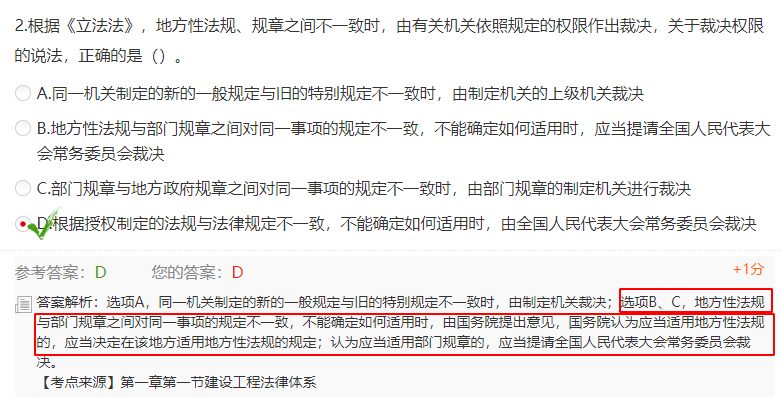 2.根据《立法法》，地方性法规、规章之间不一致时，由有关机关依照规定的权限作出裁决，关于裁决权限
的说法，正确的是（）。
A.同一机关制定的新的一般规定与旧的特别规定不一致时，由制定机关的上级机关裁决
B.地方性法规与部门规章之间对同一事项的规定不一致，不能确定如何适用时，应当提请全国人民代表大
会常务委员会裁决
C.部门规章与地方政府规章之间对同一事项的规定不一致时，由部门规章的制定机关进行裁决
D.根据授权制定的法规与法律规定不一致，不能确定如何适用时，由全国人民代表大会常务委员会裁决
参考答案：D 您的答案：D +1分
答案解析：选项A，同一机关制定的新的一般规定与旧的特别规定不一致时，由制定机关裁决；选项B、C，地方性法规
与部门规章之间对同一事项的规定不一致，不能确定如何适用时，由国务院提出意见，国务院认为应当适用地方性法规
的，应当决定在该地方适用地方性法规的规定；认为应当适用部门规章的，应当提请全国人民代表大会常务委员会裁
决。
【考点来源】第一章第一节建设工程法律体系